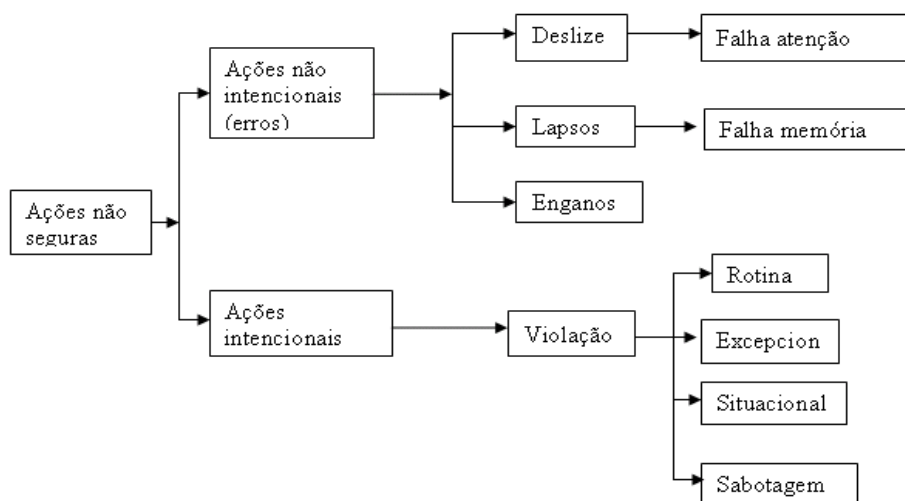 Ações não
seguras
Ações não
intencionais
(erros)
Deslize
Falha atenção
Lapsos
Falha memória
Enganos
Ações
intencionais
Violação
Rotina
Excepcion
Situacional
Sabotagem